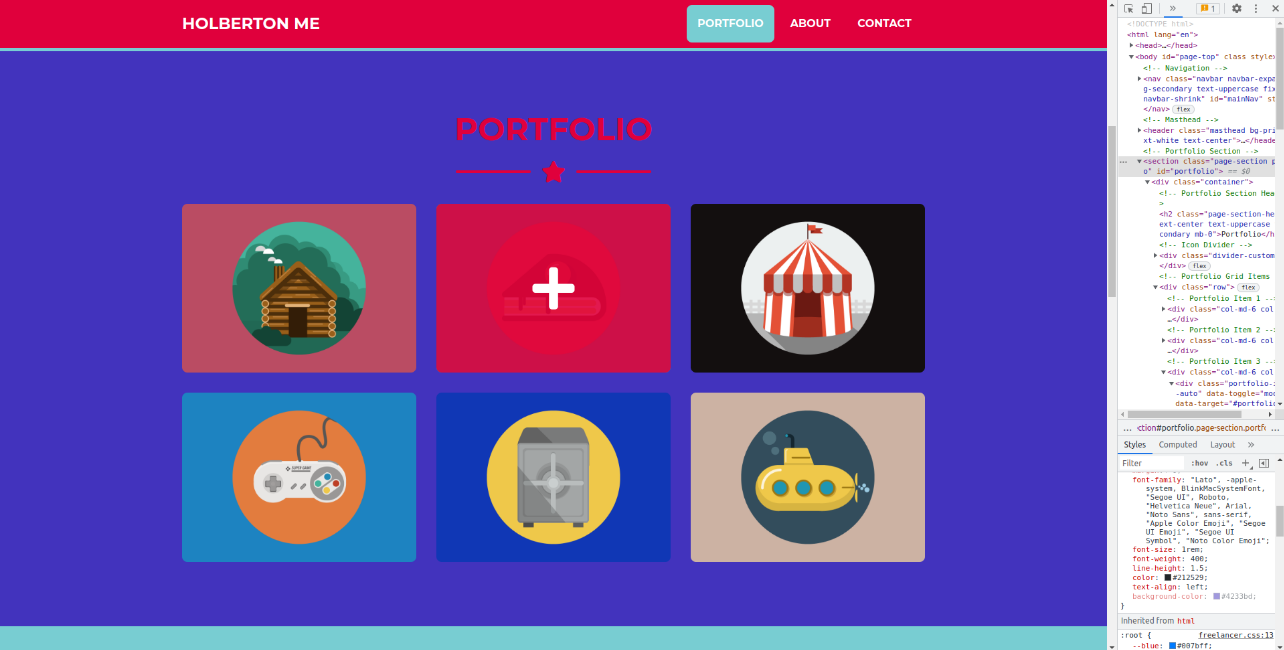 HOLBERTON ME
PORTFOLIO
ABOUT
CONTACT
PORTFOLIO
1
<!DOCTYPE html>
<html lang="en">
<head>…</head>
<body id="page-top" class style
<!-- Navigation -->
<nav class="navbar navbar-expa
g-secondary text-uppercase fix
navbar-shrink" id="mainNav" st
</nav> flex
<!-- Masthead -->
<header class="masthead bg-pri
xt-white text-center">…</heade
<!-- Portfolio Section -->
… <section class="page-section p
o" id="portfolio"> == $0
<div class="container">
<!-- Portfolio Section Hea
>
<h2 class="page-section-he
ext-center text-uppercase
condary mb-0">Portfolio</h
<!-- Icon Divider -->
<div class="divider-custom
</div> flex
<!-- Portfolio Grid Items
<div class="row"> flex
<!-- Portfolio Item 1 -->
<div class="col-md-6 col
…</div>
<!-- Portfolio Item 2 -->
<div class="col-md-6 col
…</div>
<!-- Portfolio Item 3 -->
<div class="col-md-6 col
<div class="portfolio-i
-auto" data-toggle="mod
data-target="#portfolio
… ction#portfolio.page-section.portf …
Styles Computed Layout »
Filter :hov .cls +
font-family: "Lato", -apple-
system, BlinkMacSystemFont,
"Segoe UI", Roboto,
"Helvetica Neue", Arial,
"Noto Sans", sans-serif,
"Apple Color Emoji", "Segoe
UI Emoji", "Segoe UI
Symbol", "Noto Color Emoji";
font-size: 1rem;
font-weight: 400;
line-height: 1.5;
color: #212529;
text-align: left;
background-color: #4233bd;
}
Inherited from html
:root { freelancer.css:13
--blue: #007bff;